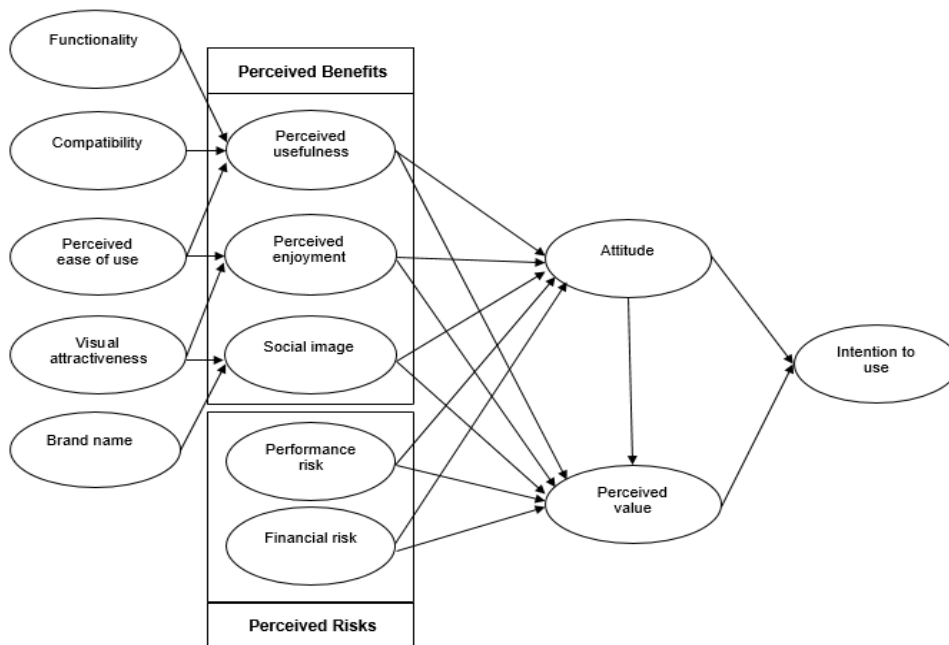 Functionality
Compatibility
Perceived
ease of use
Visual
attractiveness
Brand name
Perceived Benefits
Perceived
usefulness
Perceived
enjoyment
Social image
Performance
risk
Financial risk
Perceived Risks
Attitude
Perceived
value
Intention to
use